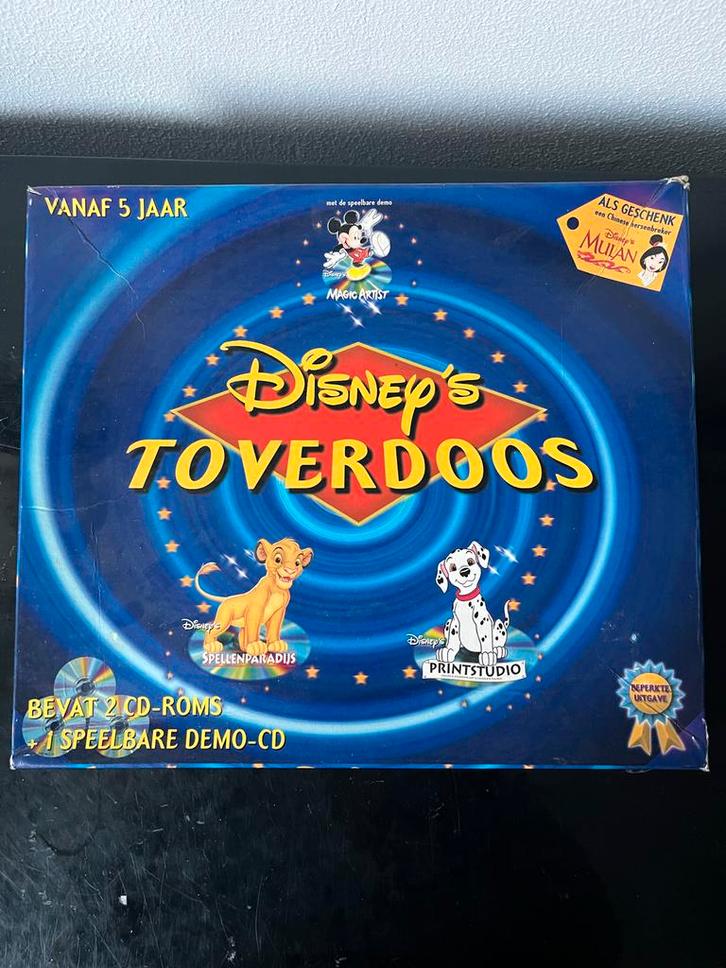 VANAF 5 JAAR
met de speelbare demo
Disney's
MAGIC ARTIST
ALS GESCHENK
een Chinese hersenbreker
Disney's
MULAN
DISNEY'S
TOVERDOOS
Disney's
SPELLENPARADIJS
Disney's
PRINTSTUDIO
BEVAT 2 CD-ROMS
+ 1 SPEELBARE DEMO-CD
BEPERKTE
UITGAVE